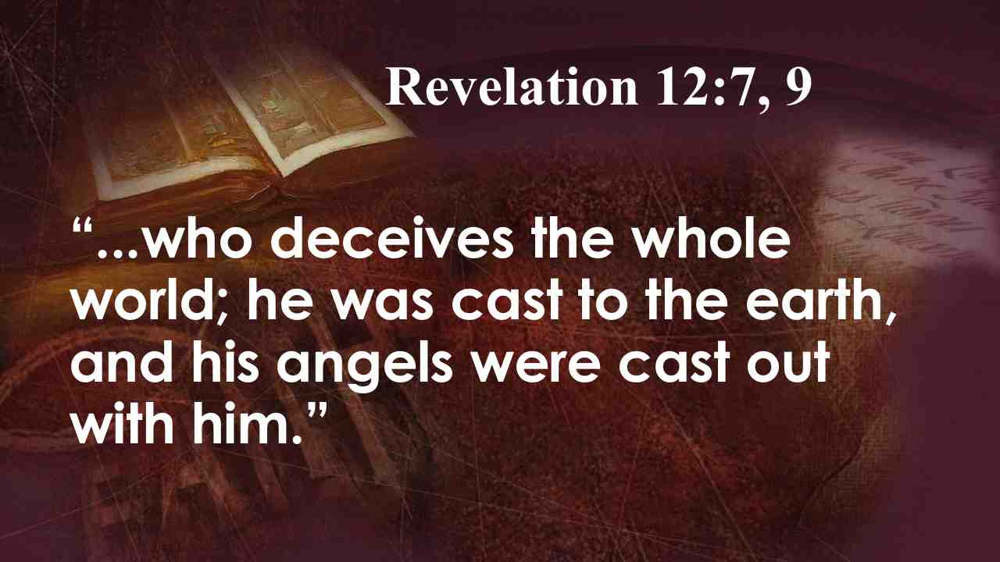 Revelation 12:7, 9
“...who deceives the whole
world; he was cast to the earth,
and his angels were cast out
with him.”